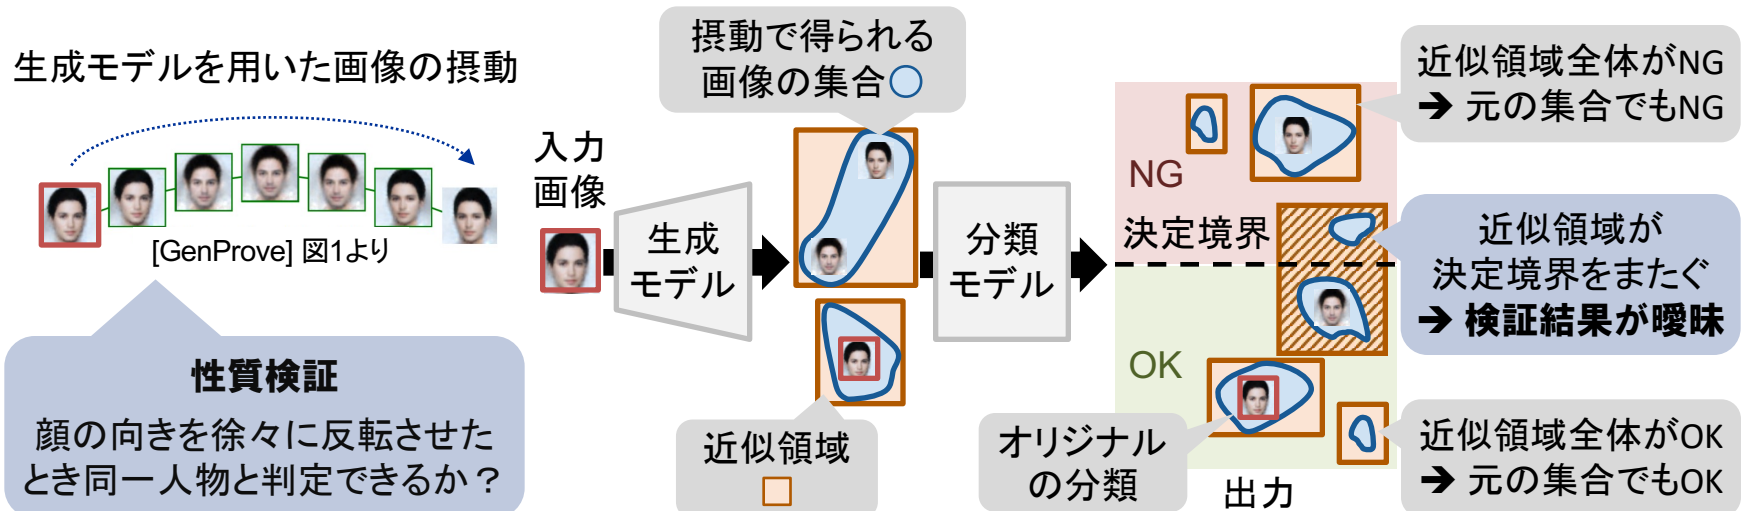 生成モデルを用いた画像の摂動
[GenProve] 図1より
性質検証
顔の向きを徐々に反転させた
とき同一人物と判定できるか？
入力
画像
生成
モデル
摂動で得られる
画像の集合
近似領域
分類
モデル
オリジナル
の分類
NG
決定境界
OK
出力
近似領域全体がNG
➔ 元の集合でもNG
近似領域が
決定境界をまたぐ
➔ 検証結果が曖昧
近似領域全体がOK
➔ 元の集合でもOK